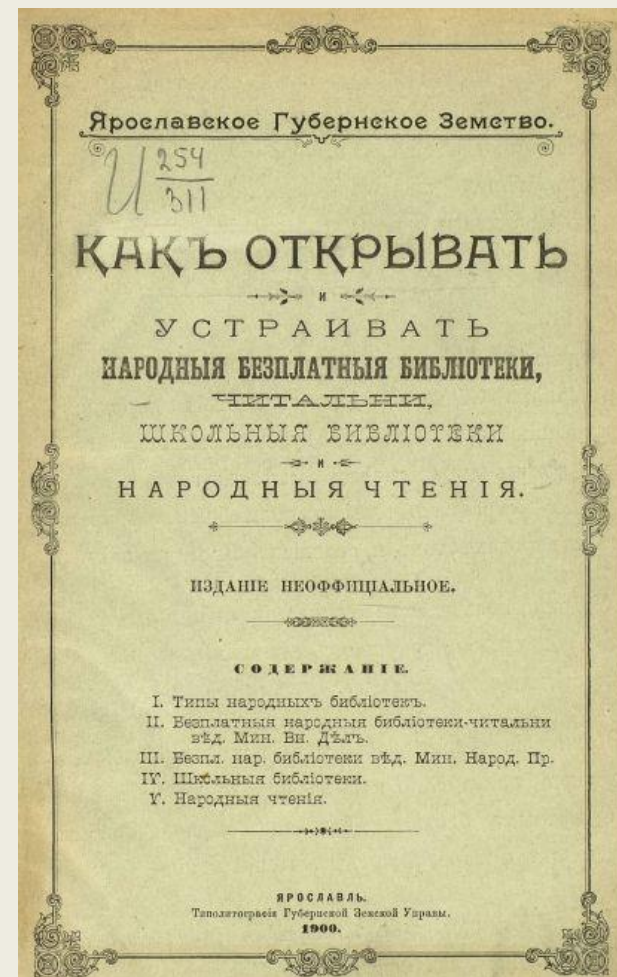 Ярославское Губернское Земство.
И 254
311
КАКЪ ОТКРЫВАТЬ
И
УСТРАИВАТЬ
НАРОДНЫЯ БЕЗПЛАТНЫЯ БИБЛІОТЕКИ,
ЧИТАЛЬНИ,
ШКОЛЬНЫЯ БИБЛІОТЕКИ
И
НАРОДНЫЯ ЧТЕНІЯ.
ИЗДАНІЕ НЕОФФИЦІАЛЬНОЕ.
СОДЕРЖАНІЕ.
I. Типы народныхъ библіотекъ.
II. Безплатныя народныя библіотеки-читальни
вѣд. Мин. Вн. Дѣлъ.
III. Безпл. нар. библіотеки вѣд. Мин. Народ. Пр.
IV. Школьныя библіотеки.
V. Народныя чтенія.
ЯРОСЛАВЛЬ.
Типолитографія Губернской Земской Управы.
1900.